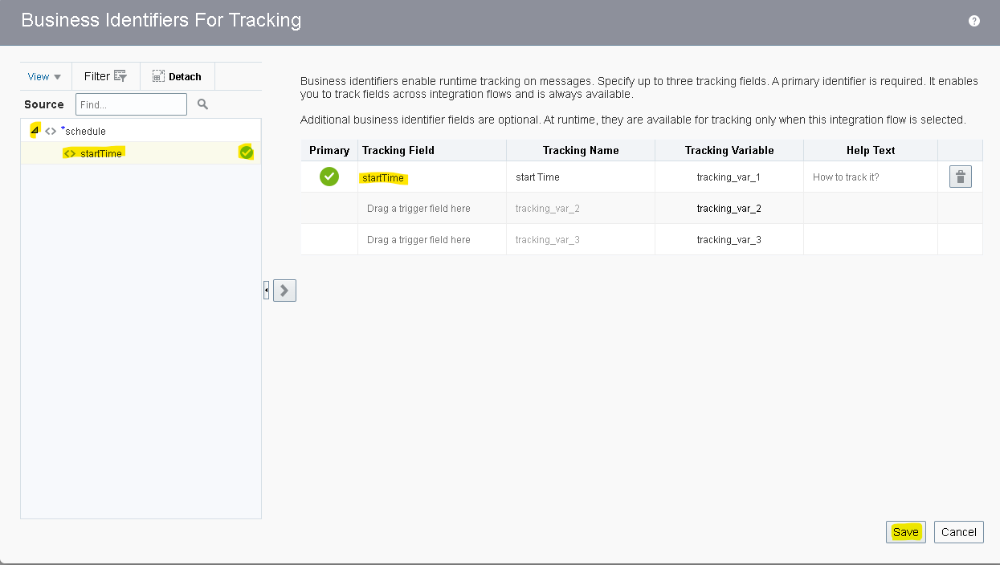 Business Identifiers For Tracking
?
View
Filter
Detach
Source
Find...
<> *schedule
<> startTime
Business identifiers enable runtime tracking on messages. Specify up to three tracking fields. A primary identifier is required. It enables
you to track fields across integration flows and is always available.
Additional business identifier fields are optional. At runtime, they are available for tracking only when this integration flow is selected.
Primary Tracking Field Tracking Name Tracking Variable Help Text
startTime start Time tracking_var_1 How to track it?
Drag a trigger field here tracking_var_2 tracking_var_2
Drag a trigger field here tracking_var_3 tracking_var_3
Save Cancel